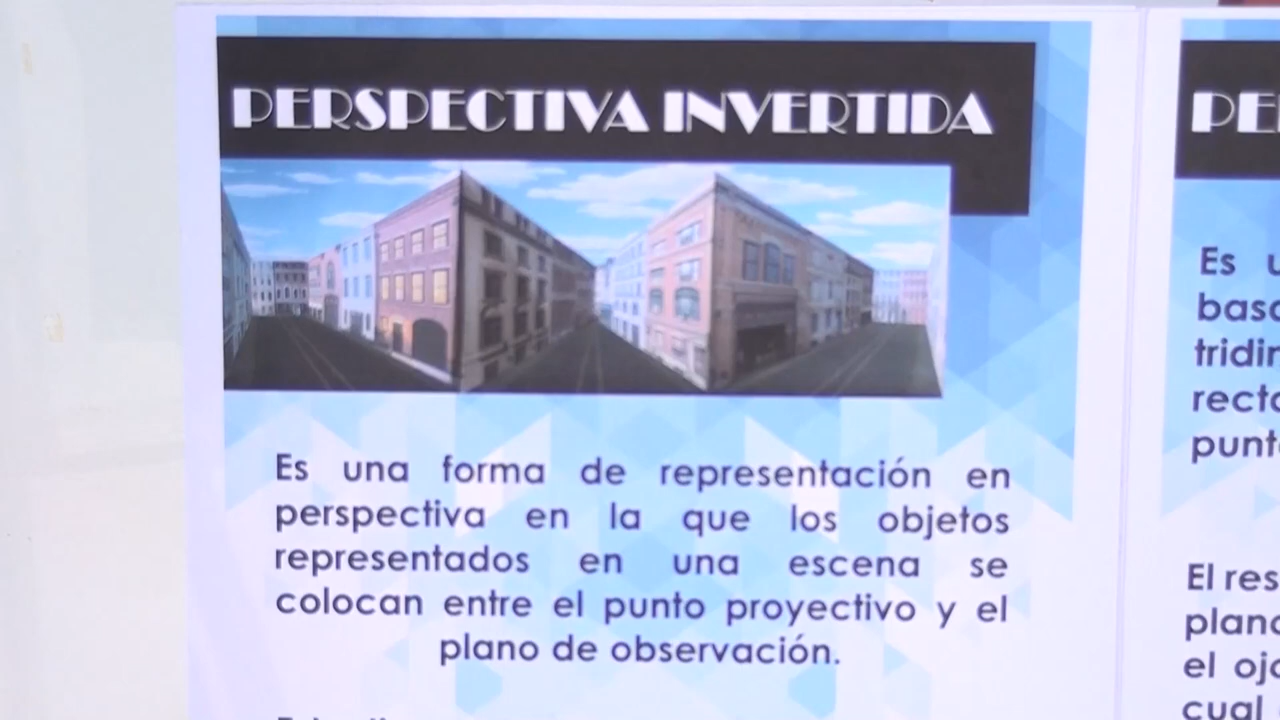 PERSPECTIVA INVERTIDA
Es una forma de representación en
perspectiva en la que los objetos
representados en una escena se
colocan entre el punto proyectivo y el
plano de observación.
PE
Es
basa
tridi
recta
punt
El res
plano
el ojo
cual